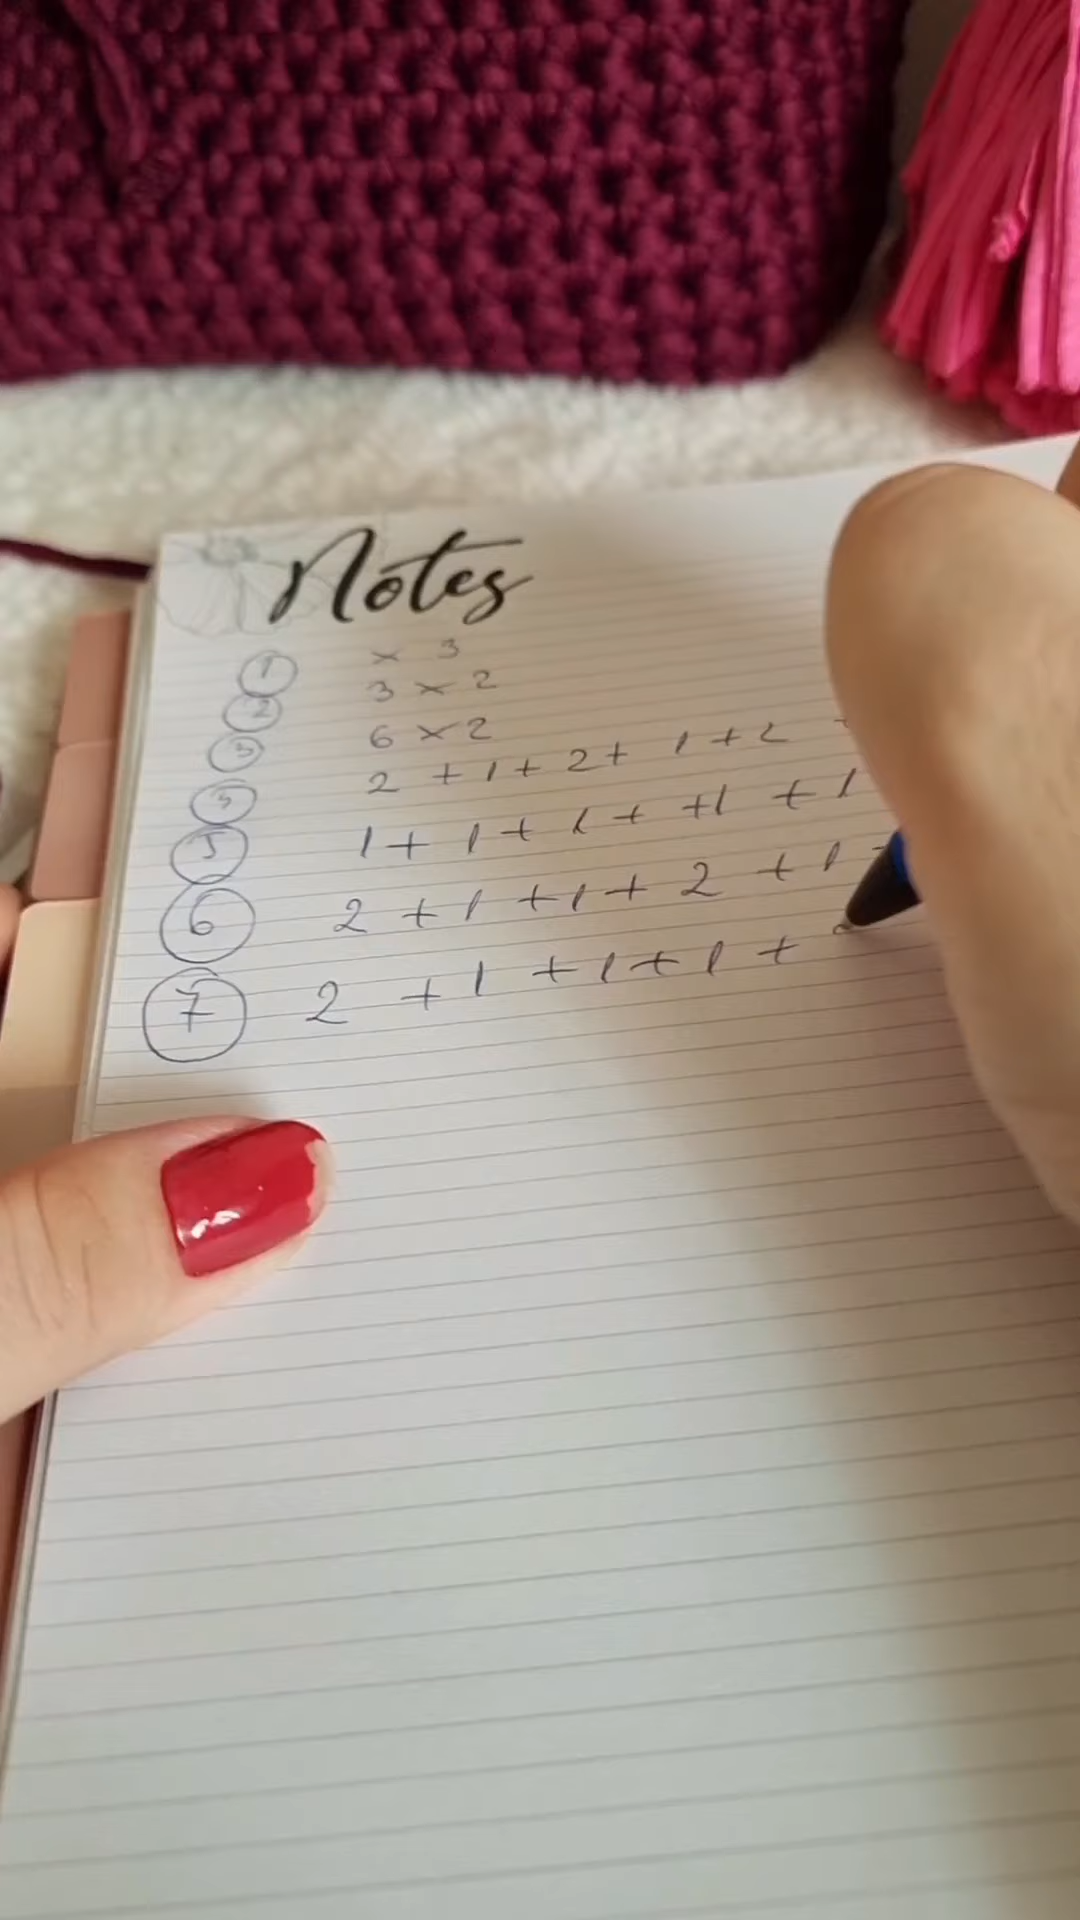 Notes
1 x 3
2 3 x 2
3 6 x 2
2 + 1 + 2 + 1 + 2
5 1 + 1 + 1 + +1 + 1
6 2 + 1 + 1 + 2 + 1
7 2 + 1 + 1 + 1 +